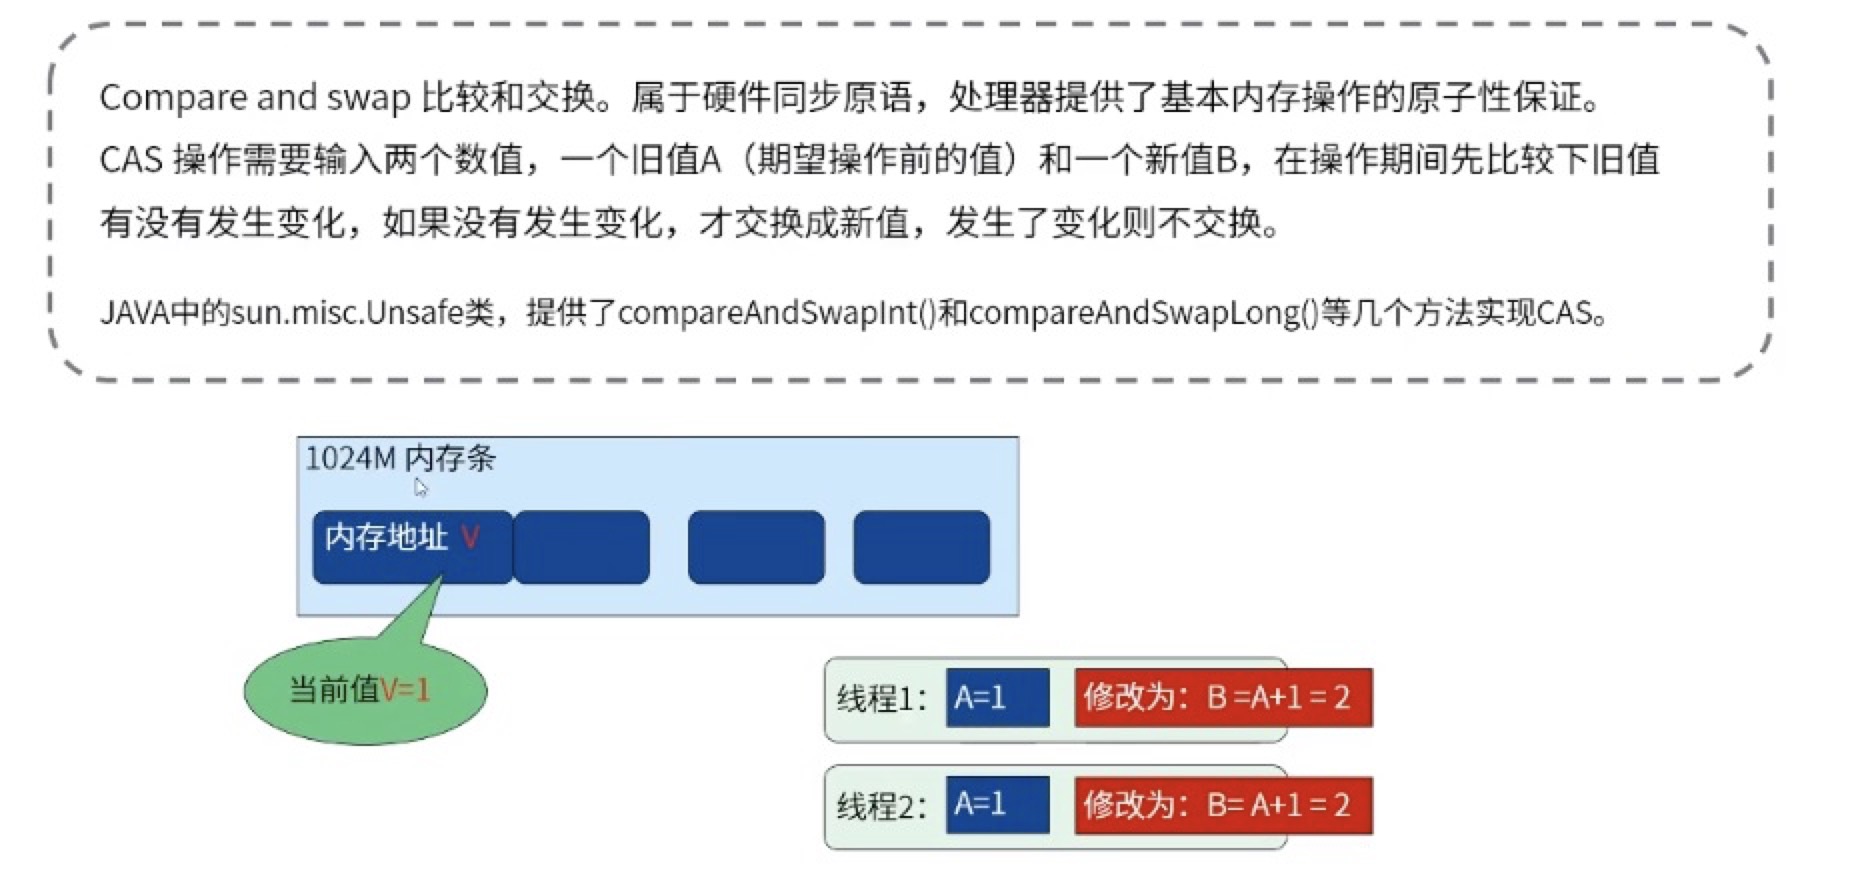 Compare and swap 比较和交换。属于硬件同步原语，处理器提供了基本内存操作的原子性保证。
CAS 操作需要输入两个数值，一个旧值A（期望操作前的值）和一个新值B，在操作期间先比较下旧值
有没有发生变化，如果没有发生变化，才交换成新值，发生了变化则不交换。
JAVA中的sun.misc.Unsafe类，提供了compareAndSwapInt()和compareAndSwapLong()等几个方法实现CAS。
1024M 内存条
内存地址 V
当前值V=1
线程1： A=1 修改为：B =A+1 = 2
线程2： A=1 修改为：B= A+1 = 2